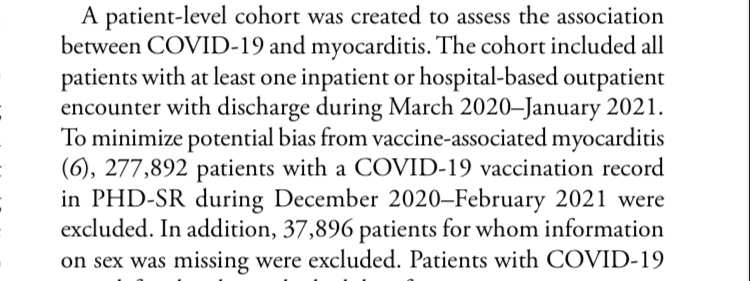 A patient-level cohort was created to assess the association
between COVID-19 and myocarditis. The cohort included all
patients with at least one inpatient or hospital-based outpatient
encounter with discharge during March 2020–January 2021.
To minimize potential bias from vaccine-associated myocarditis
(6), 277,892 patients with a COVID-19 vaccination record
in PHD-SR during December 2020–February 2021 were
excluded. In addition, 37,896 patients for whom information
on sex was missing were excluded. Patients with COVID-19